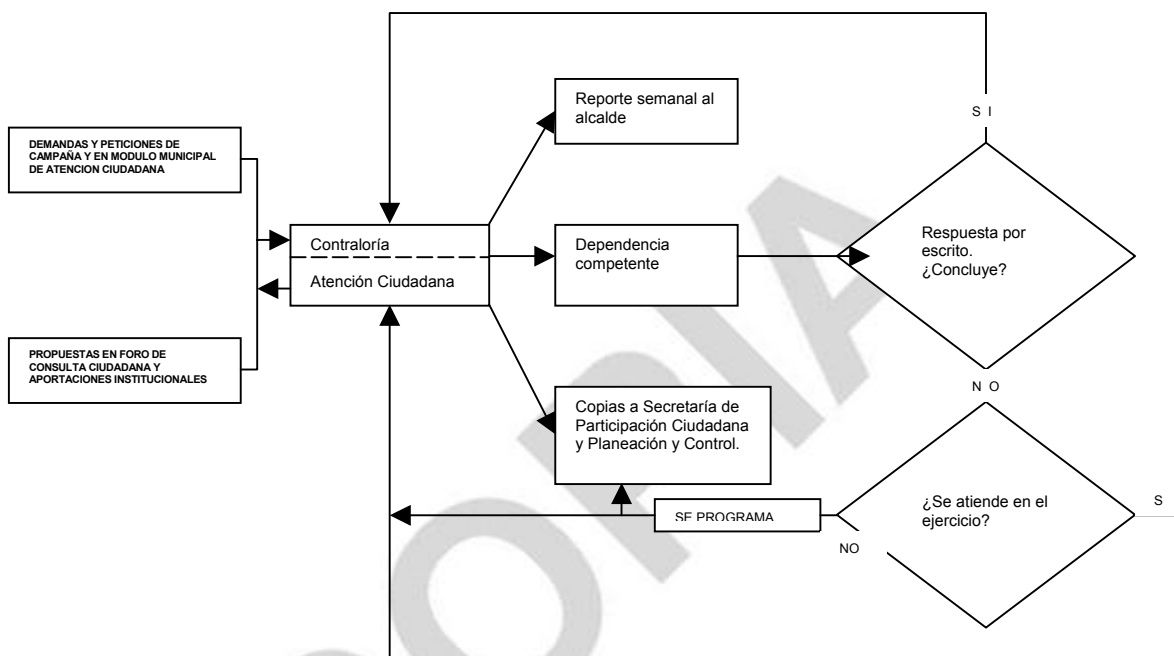 S I
Reporte semanal al
alcalde
DEMANDAS Y PETICIONES DE
CAMPAÑA Y EN MODULO MUNICIPAL
DE ATENCION CIUDADANA
Contraloría
Atención Ciudadana
Dependencia
competente
Respuesta por
escrito.
¿Concluye?
PROPUESTAS EN FORO DE
CONSULTA CIUDADANA Y
APORTACIONES INSTITUCIONALES
N O
Copias a Secretaría de
Participación Ciudadana
y Planeación y Control.
¿Se atiende en el
ejercicio?
S
SE PROGRAMA
NO
OPIA